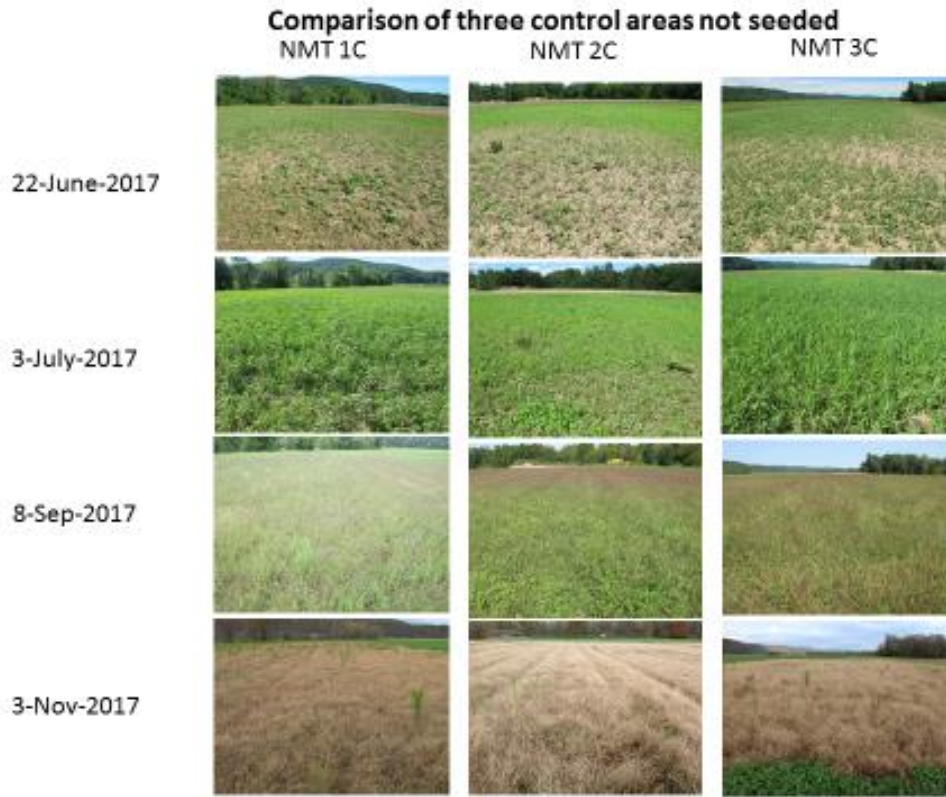 Comparison of three control areas not seeded
NMT 1C
NMT 2C
NMT 3C
22-June-2017
3-July-2017
8-Sep-2017
3-Nov-2017